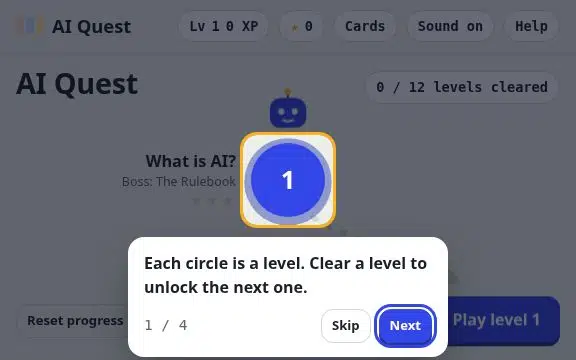 AI Quest
Lv 1 0 XP
★ 0
Cards
Sound on
Help
AI Quest
0 / 12 levels cleared
What is AI?
Boss: The Rulebook
1
Each circle is a level. Clear a level to
unlock the next one.
1 / 4
Skip
Next
Reset progress
Play level 1